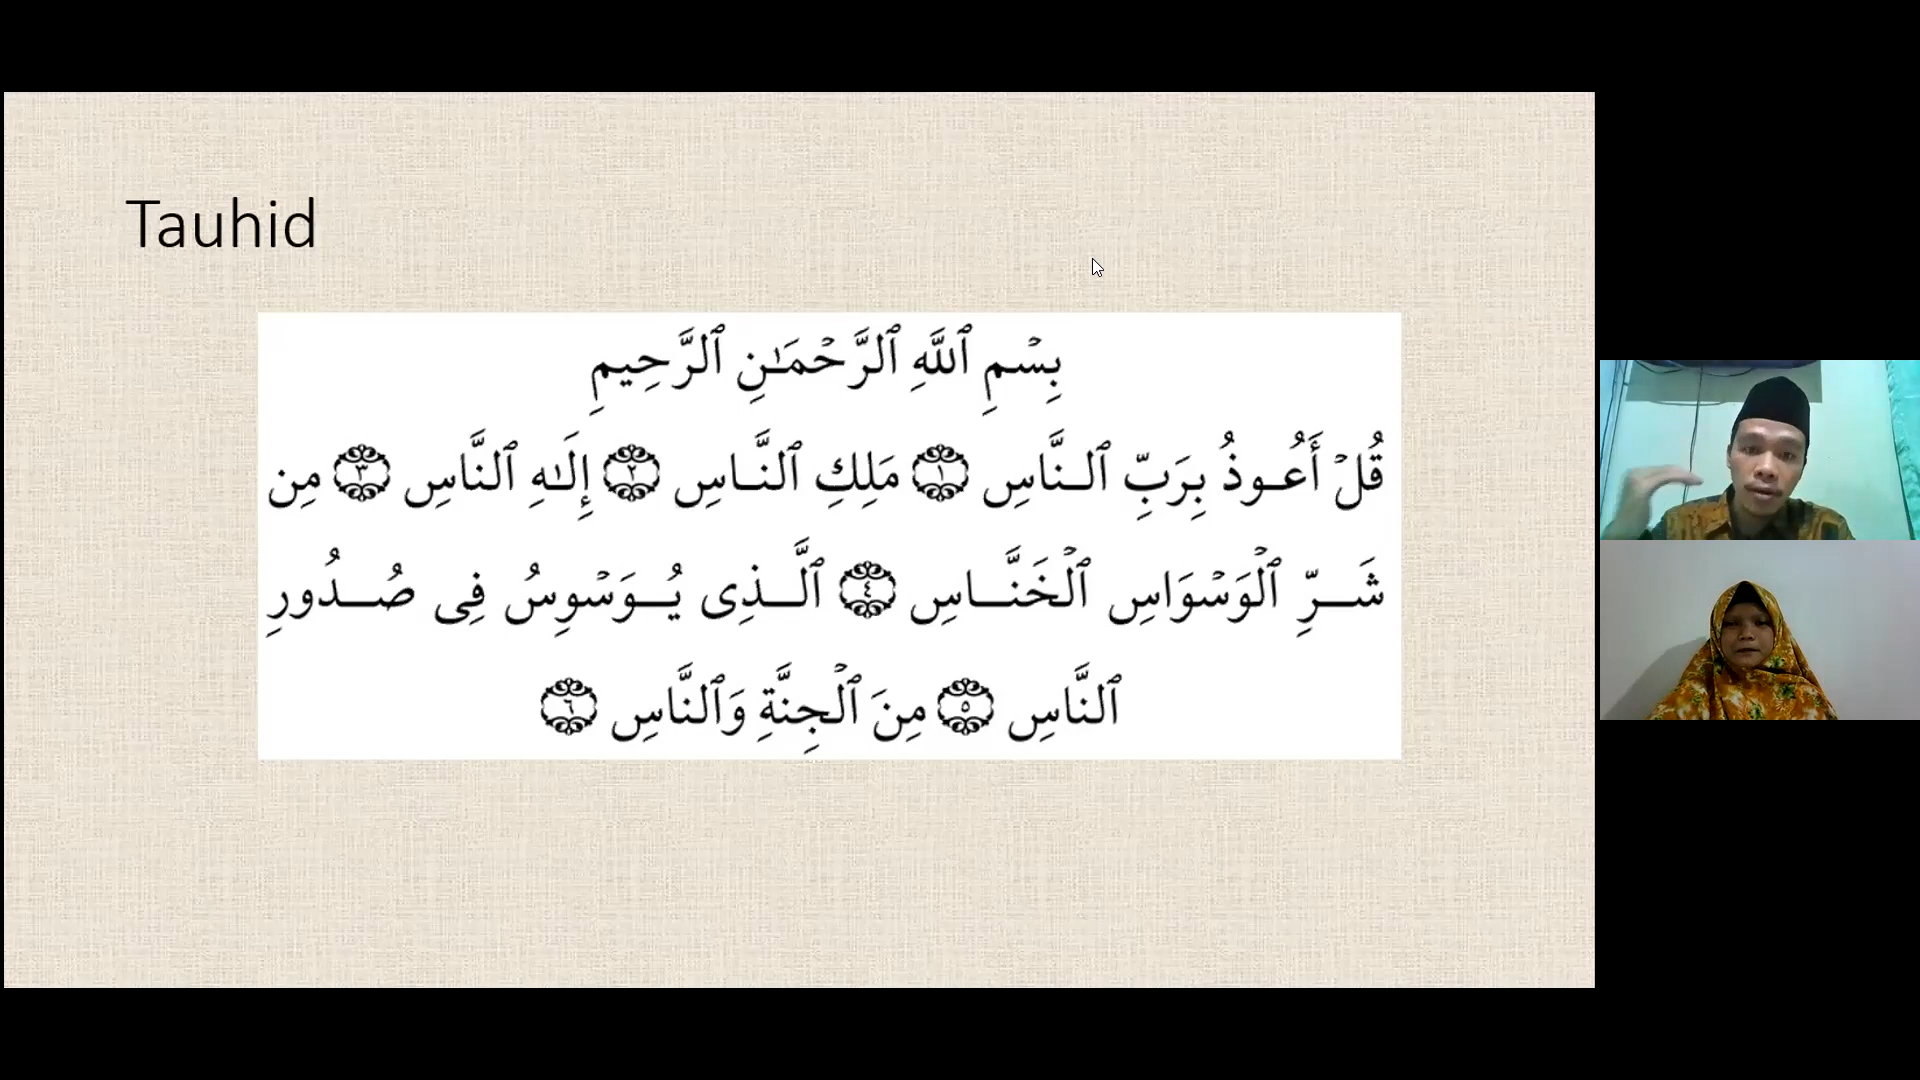 Tauhid
بِسۡمِ ٱللَّهِ ٱلرَّحۡمَـٰنِ ٱلرَّحِيمِ
قُلۡ أَعُوذُ بِرَبِّ ٱلنَّاسِ ١ مَلِكِ ٱلنَّاسِ ٢ إِلَـٰهِ ٱلنَّاسِ ٣ مِن
شَرِّ ٱلۡوَسۡوَاسِ ٱلۡخَنَّاسِ ٤ ٱلَّذِى يُوَسۡوِسُ فِى صُدُورِ
ٱلنَّاسِ ٥ مِنَ ٱلۡجِنَّةِ وَٱلنَّاسِ ٦